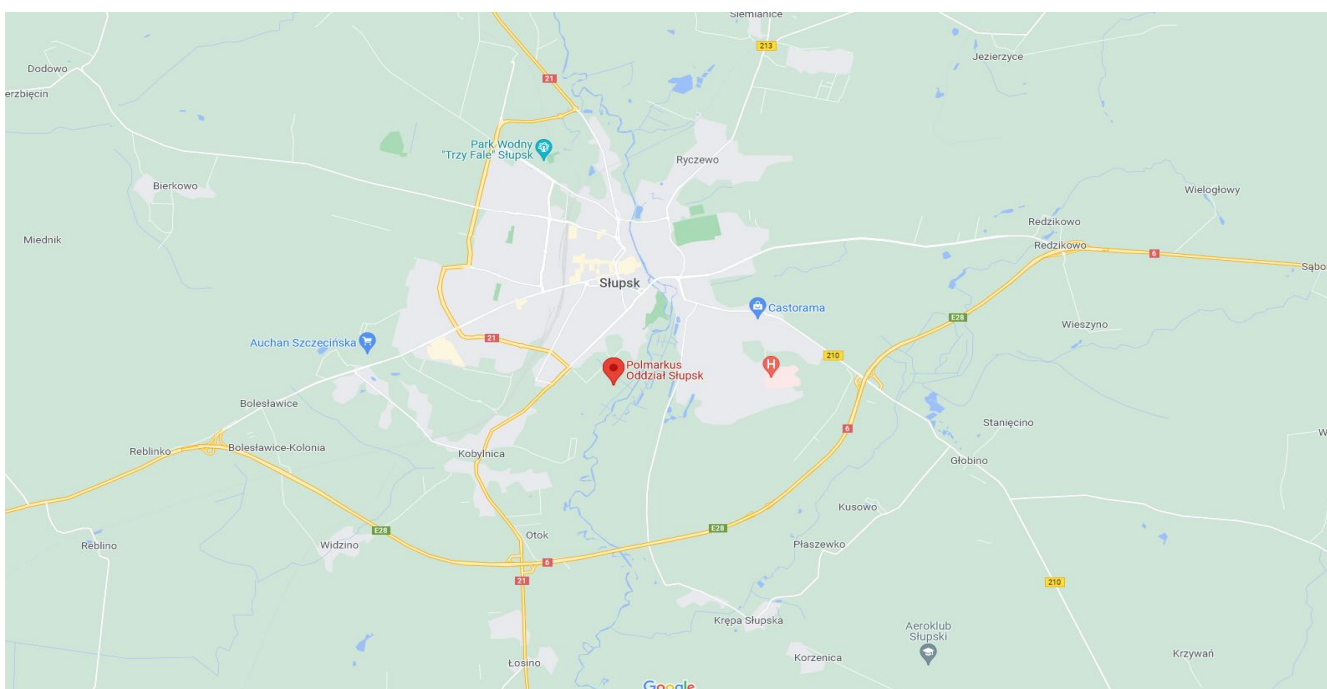 Siemianice
213
Jezierzyce
Dodowo
21
erzbięcin
Park Wodny
"Trzy Fale" Słupsk
Ryczewo
Bierkowo
Wielogłowy
Redzikowo
Miednik
Redzikowo
6
Sąbo
Słupsk
Castorama
E28
Wieszyno
21
Auchan Szczecińska
210
H
Polmarkus
Oddział Słupsk
Bolesławice
Stanięcino
6
W
Reblinko
Bolesławice-Kolonia
Kobylnica
Głobino
Kusowo
E28
E28
Otok
Reblino
Widzino
Płaszewko
6
21
210
Krępa Słupska
Aeroklub
Słupski
Krzywań
Korzenica
Łosino
Google